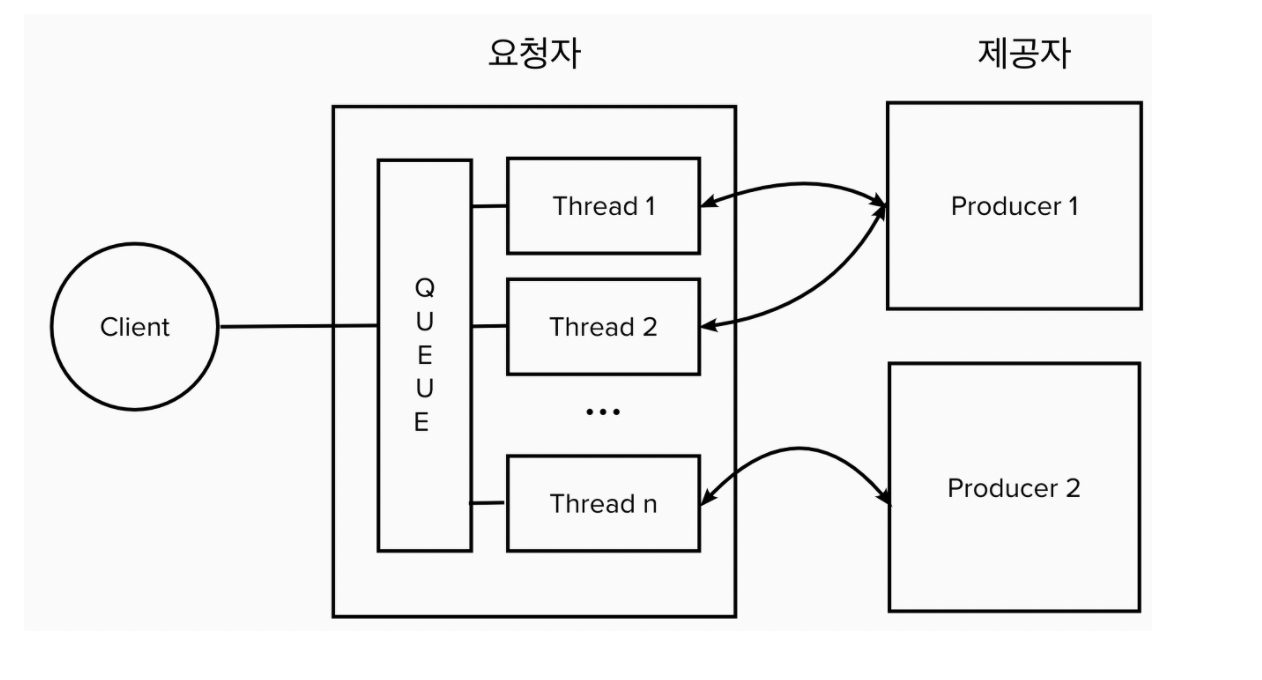 요청자
제공자
Client
Q
U
E
U
E
Thread 1
Thread 2
...
Thread n
Producer 1
Producer 2